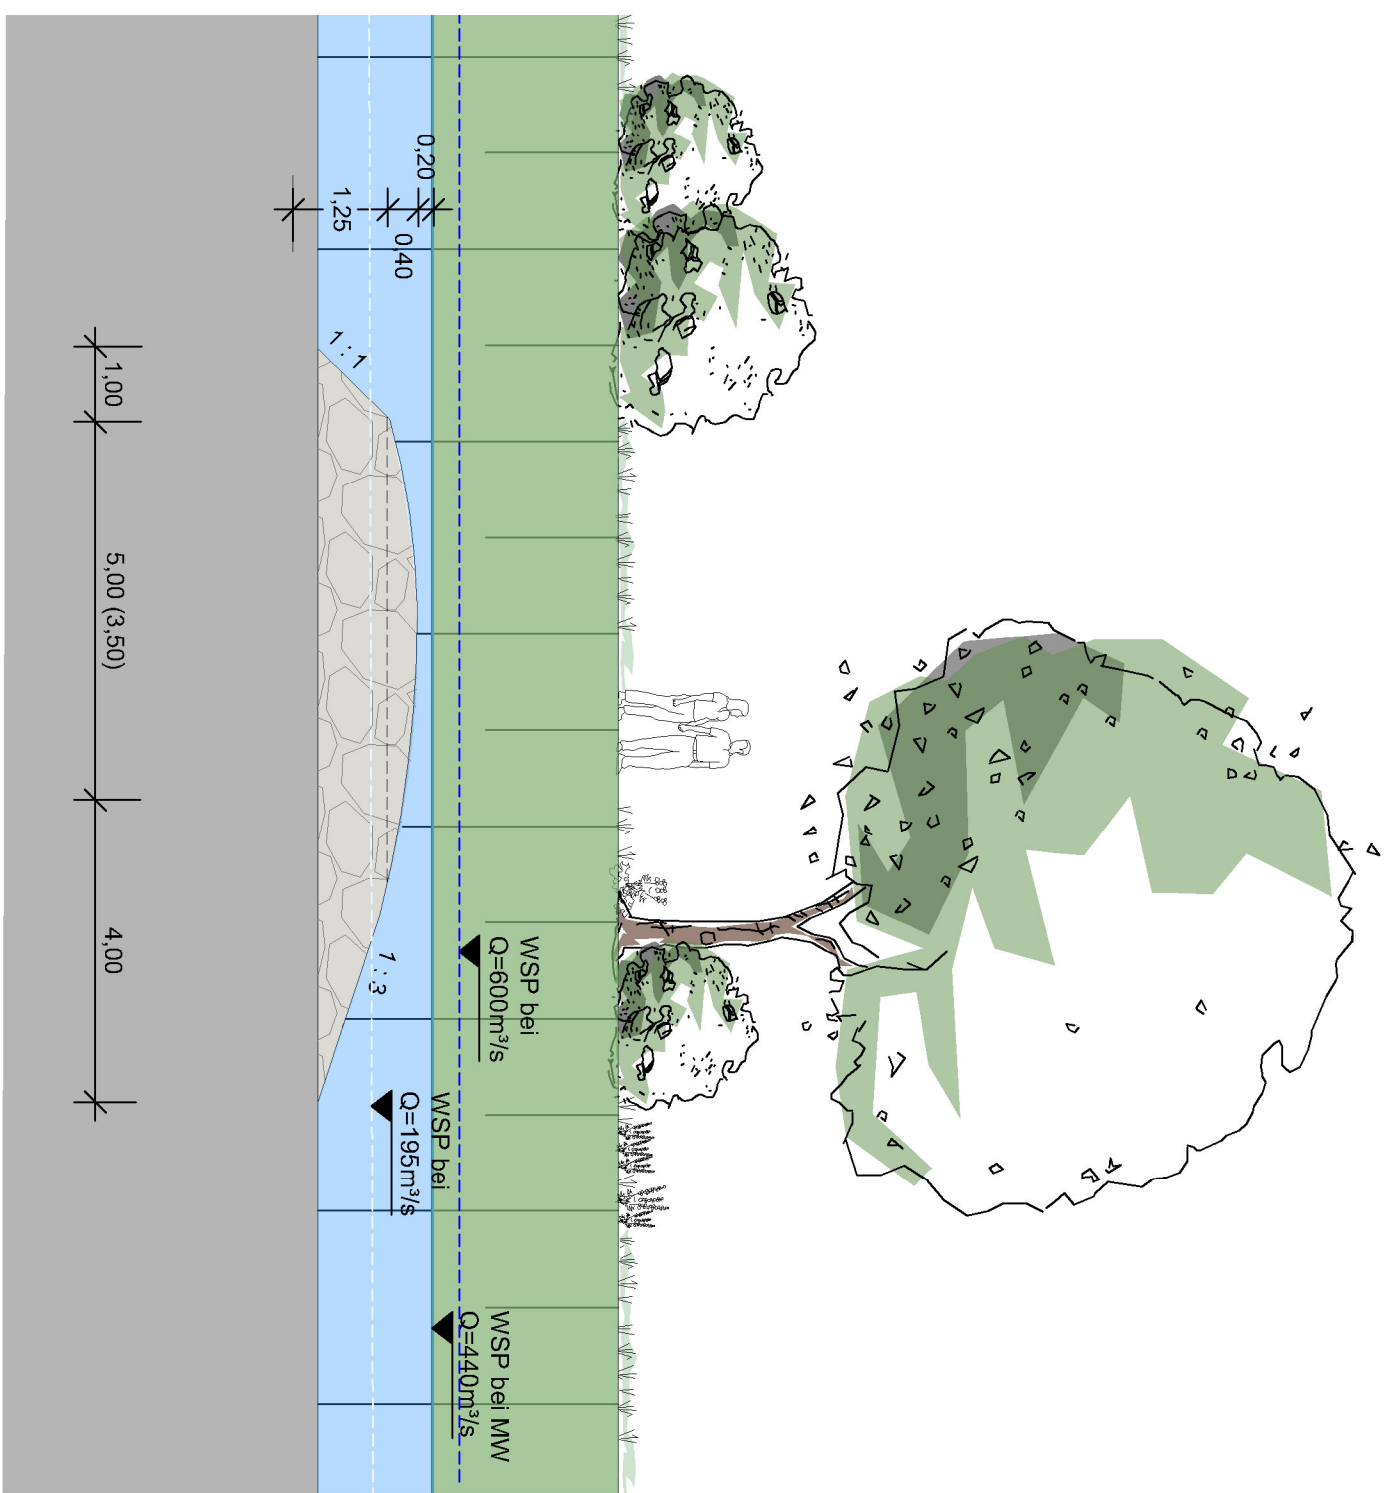 0,20
1,25
0,40
1 : 1
1,00
5,00 (3,50)
4,00
1 : 3
WSP bei
Q=600m³/s
WSP bei
Q=195m³/s
WSP bei MW
Q=440m³/s